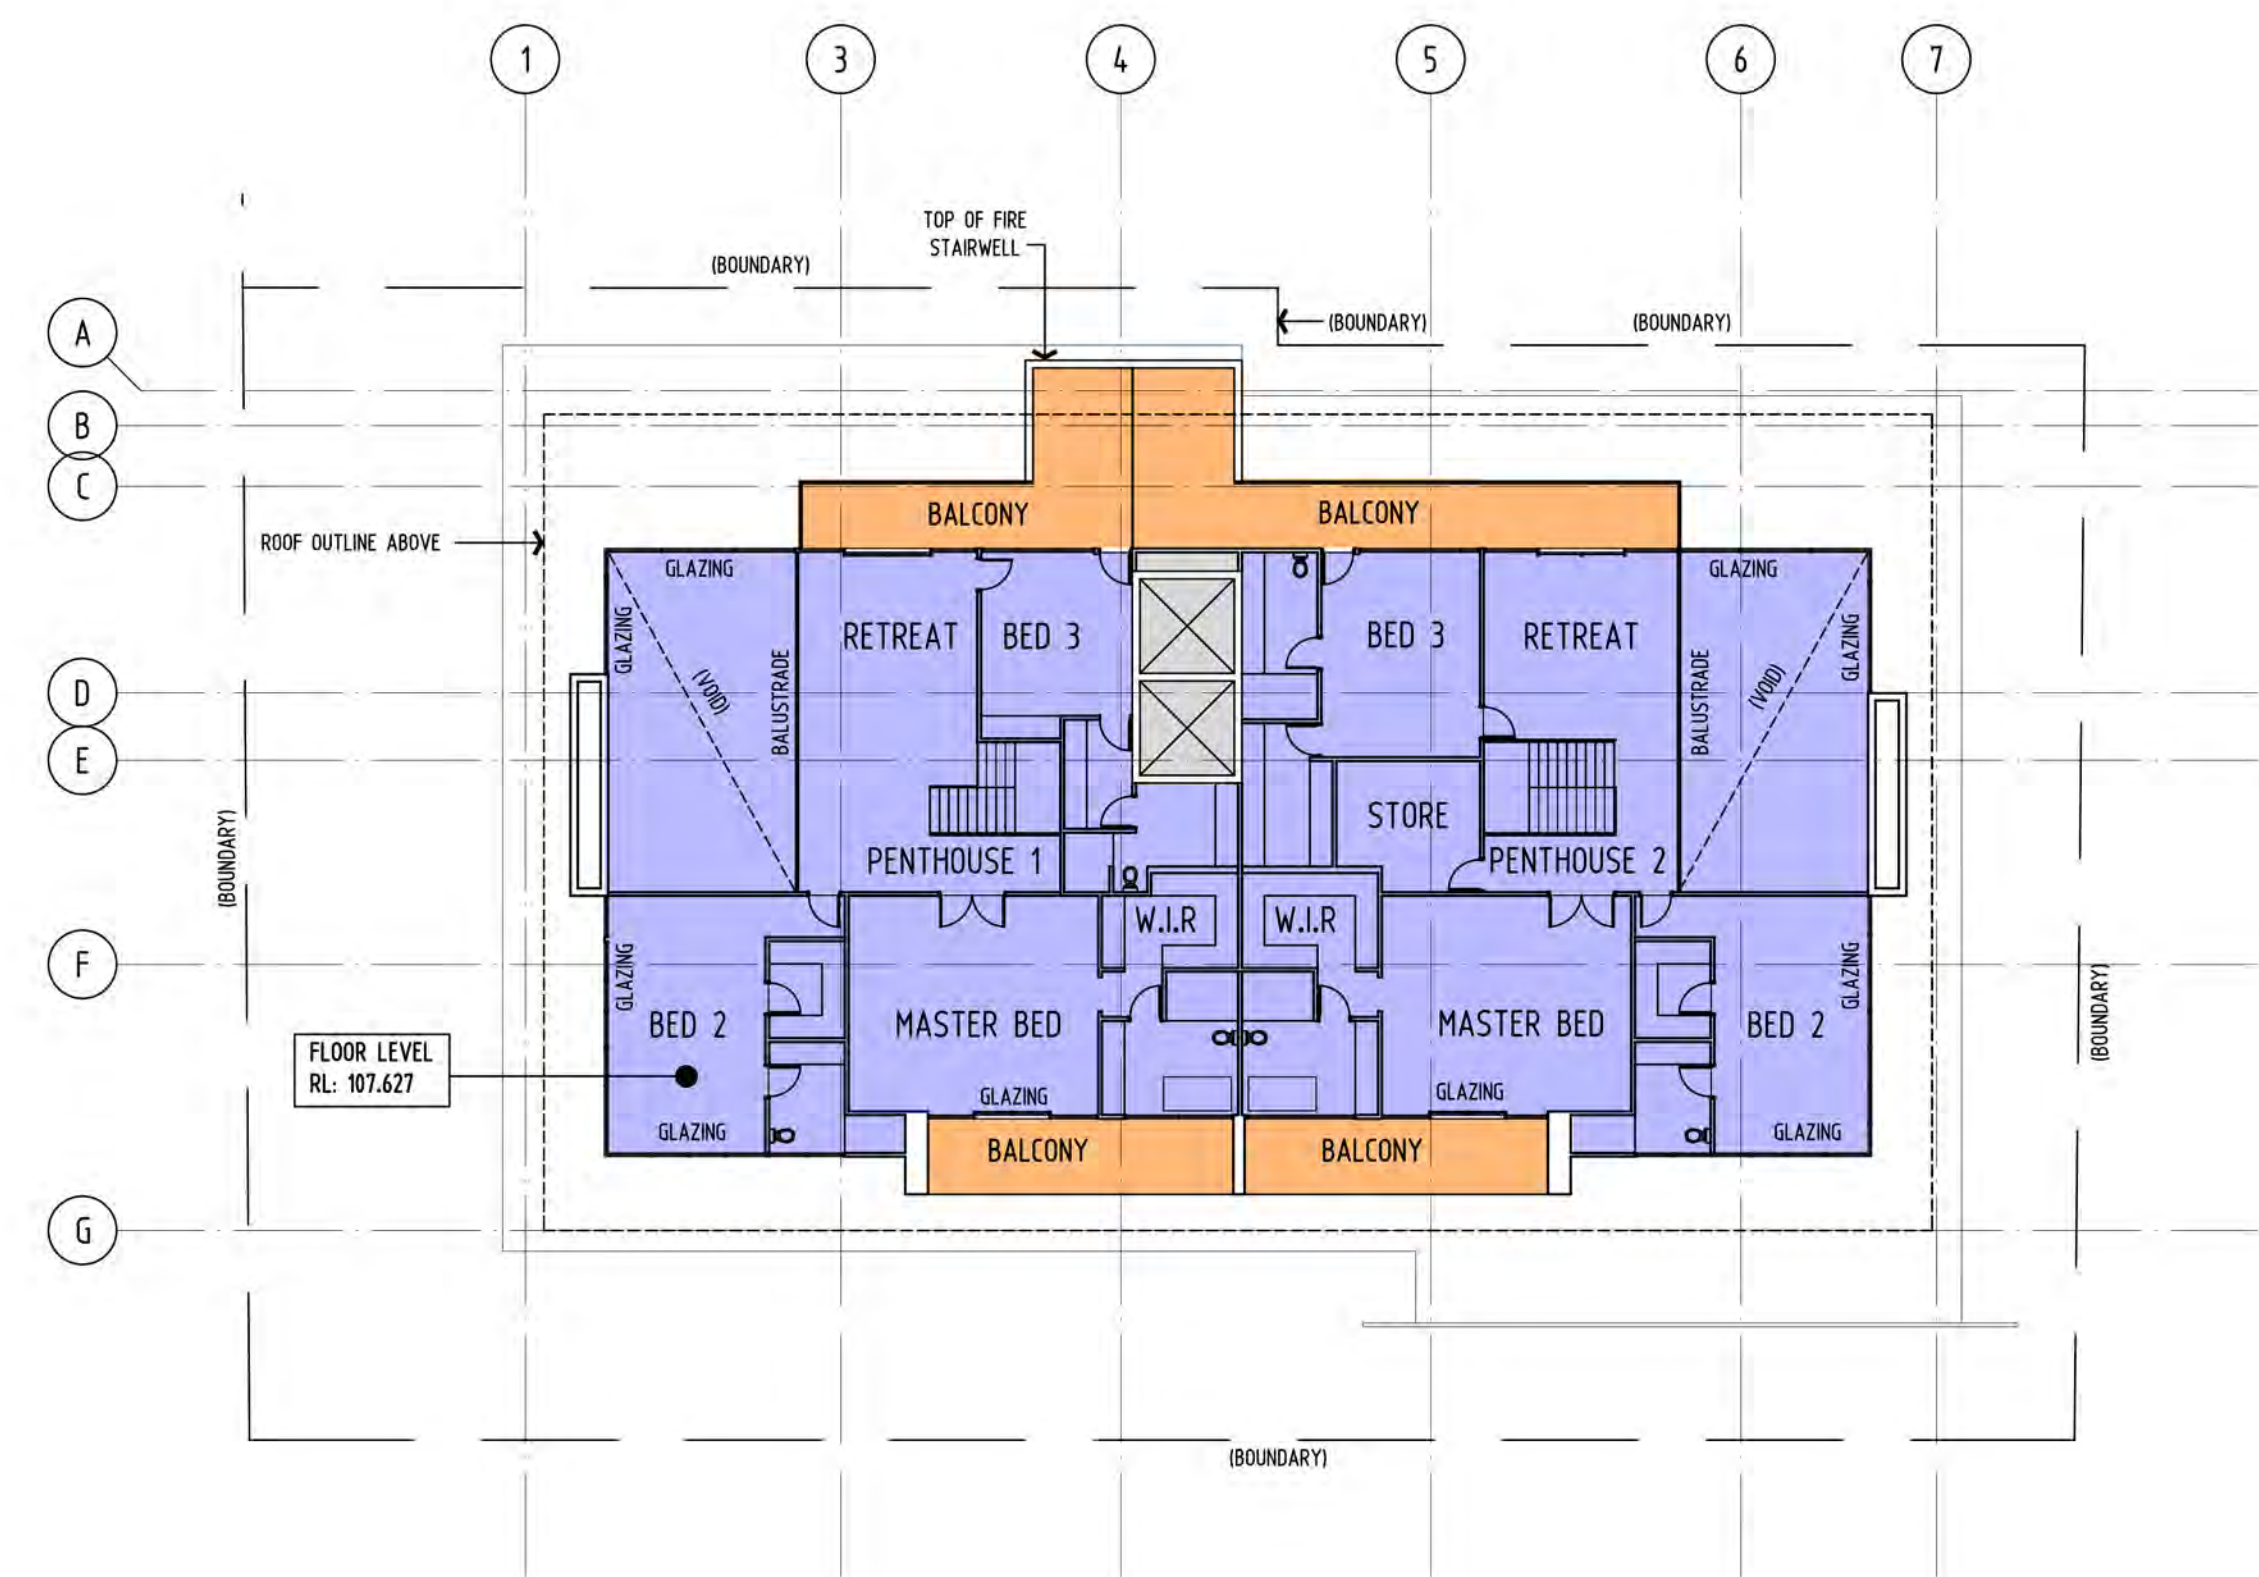 1
3
4
5
6
7
TOP OF FIRE
STAIRWELL
(BOUNDARY)
(BOUNDARY)
(BOUNDARY)
A
B
C
BALCONY
BALCONY
ROOF OUTLINE ABOVE
GLAZING
GLAZING
GLAZING
GLAZING
RETREAT
BED 3
BED 3
RETREAT
D
(VOID)
BALUSTRADE
BALUSTRADE
(VOID)
E
STORE
(BOUNDARY)
PENTHOUSE 1
PENTHOUSE 2
W.I.R
W.I.R
F
GLAZING
GLAZING
BED 2
MASTER BED
MASTER BED
BED 2
(BOUNDARY)
FLOOR LEVEL
RL: 107.627
GLAZING
GLAZING
GLAZING
GLAZING
BALCONY
BALCONY
G
(BOUNDARY)